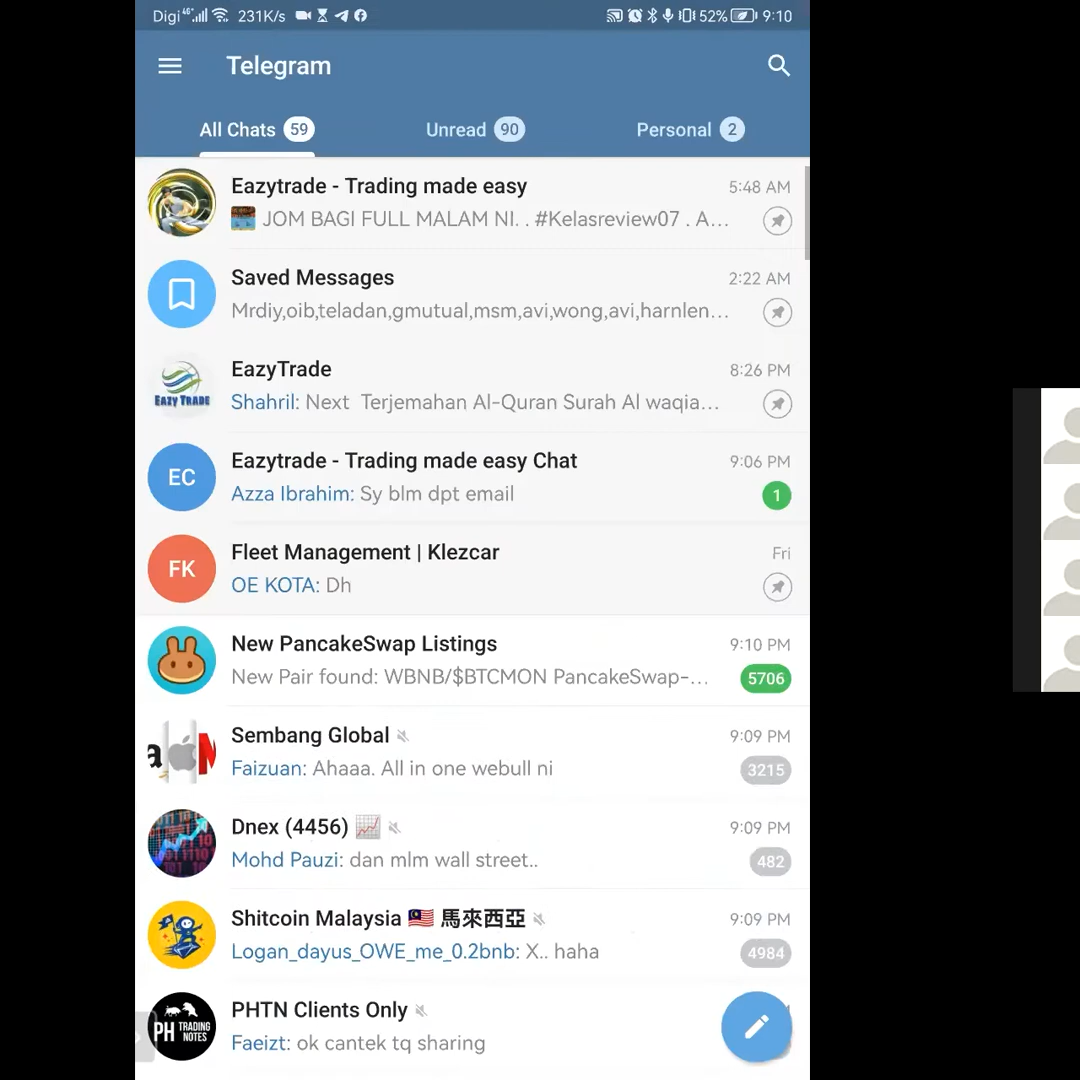 Digi 4G 231K/s 52% 9:10
Telegram
All Chats 59 Unread 90 Personal 2
Eazytrade - Trading made easy 5:48 AM
JOM BAGI FULL MALAM NI. . #Kelasreview07 . A...
Saved Messages 2:22 AM
Mrdiy,oib,teladan,gmutual,msm,avi,wong,avi,harnlen...
EAZY TRADE
EazyTrade 8:26 PM
Shahril: Next Terjemahan Al-Quran Surah Al waqia...
EC
Eazytrade - Trading made easy Chat 9:06 PM
Azza Ibrahim: Sy blm dpt email 1
FK
Fleet Management | Klezcar Fri
OE KOTA: Dh
New PancakeSwap Listings 9:10 PM
New Pair found: WBNB/$BTCMON PancakeSwap-... 5706
Sembang Global 9:09 PM
Faizuan: Ahaaa. All in one webull ni 3215
Dnex (4456) 9:09 PM
Mohd Pauzi: dan mlm wall street.. 482
Shitcoin Malaysia 🇲🇾 馬來西亞 9:09 PM
Logan_dayus_OWE_me_0.2bnb: X.. haha 4984
PH TRADING NOTES
PHTN Clients Only
Faeizt: ok cantek tq sharing